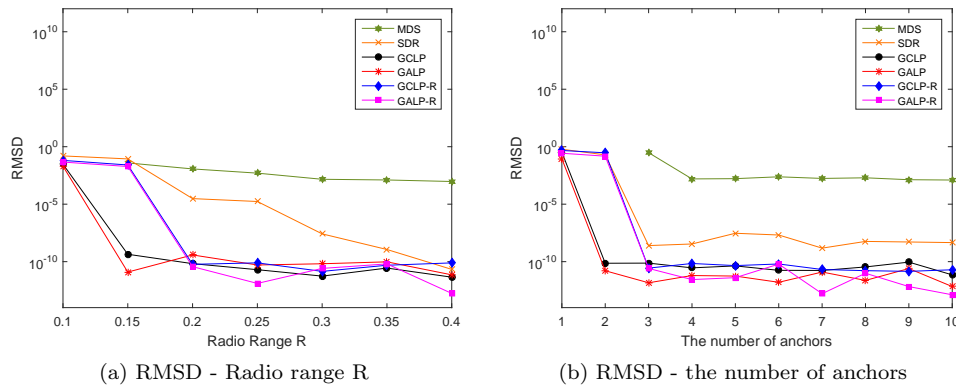 10^10
10^5
10^0
10^-5
10^-10
RMSD
0.1 0.15 0.2 0.25 0.3 0.35 0.4
Radio Range R
MDS
SDR
GCLP
GALP
GCLP-R
GALP-R
(a) RMSD - Radio range R
10^10
10^5
10^0
10^-5
10^-10
RMSD
1 2 3 4 5 6 7 8 9 10
The number of anchors
MDS
SDR
GCLP
GALP
GCLP-R
GALP-R
(b) RMSD - the number of anchors